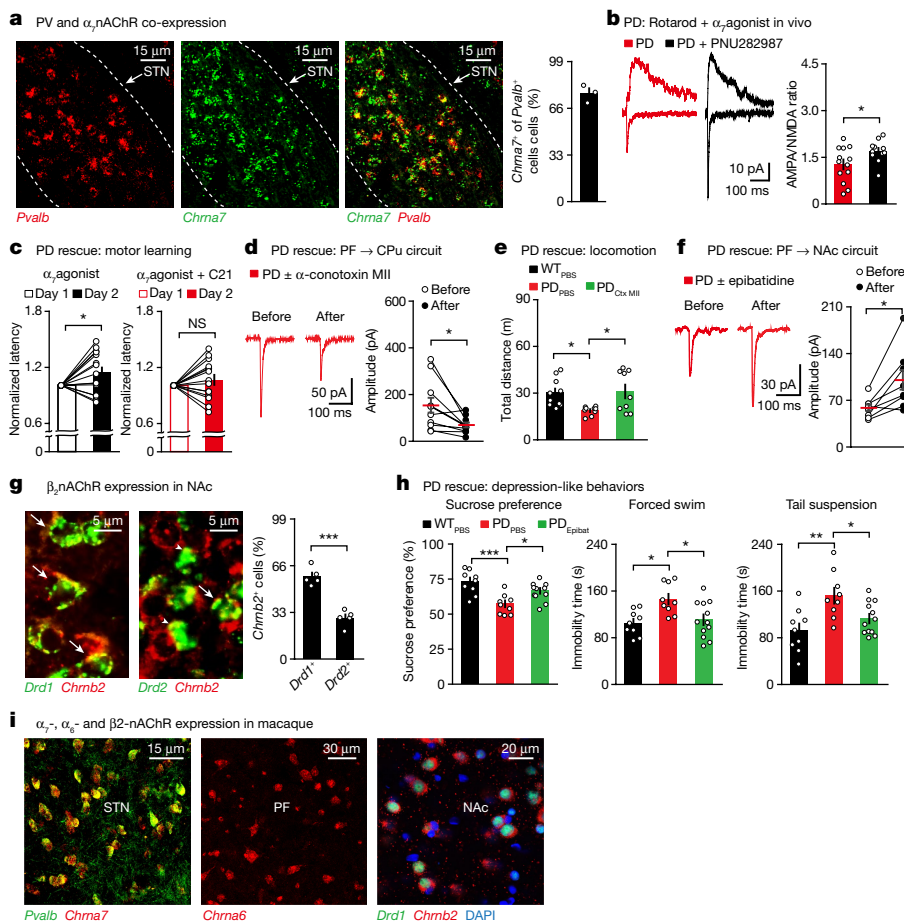 a PV and α7nAChR co-expression
15 μm
STN
15 μm
STN
15 μm
STN
Pvalb
Chrna7
Chrna7 Pvalb
99
66
33
0
Chrna7+ of Pvalb+
cells cells (%)
b PD: Rotarod + α7agonist in vivo
PD
PD + PNU282987
10 pA
100 ms
4.5
3.0
1.5
0
AMPA/NMDA ratio
*
c PD rescue: motor learning
α7agonist
α7agonist + C21
Day 1 Day 2
Day 1 Day 2
*
NS
1.8
1.2
0.6
0
Normalized latency
1.8
1.2
0.6
0
Normalized latency
d PD rescue: PF → CPu circuit
PD ± α-conotoxin MII
Before
After
50 pA
100 ms
Before
After
600
400
200
0
Amplitude (pA)
*
e PD rescue: locomotion
WTPBS
PDPBS
PDCtx MII
90
60
30
0
Total distance (m)
* *
f PD rescue: PF → NAc circuit
PD ± epibatidine
Before
After
30 pA
100 ms
Before
After
210
140
70
0
Amplitude (pA)
*
g β2nAChR expression in NAc
5 μm
5 μm
Drd1 Chrnb2
Drd2 Chrnb2
99
66
33
0
Chrnb2+ cells (%)
***
Drd1+
Drd2+
h PD rescue: depression-like behaviors
Sucrose preference
Forced swim
Tail suspension
WTPBS
PDPBS
PDEpibat
100
75
50
25
0
Sucrose preference (%)
*** *
240
160
80
0
Immoblity time (s)
* *
240
160
80
0
Immoblity time (s)
** *
i α7-, α6- and β2-nAChR expression in macaque
15 μm
STN
30 μm
PF
20 μm
NAc
Pvalb Chrna7
Chrna6
Drd1 Chrnb2 DAPI